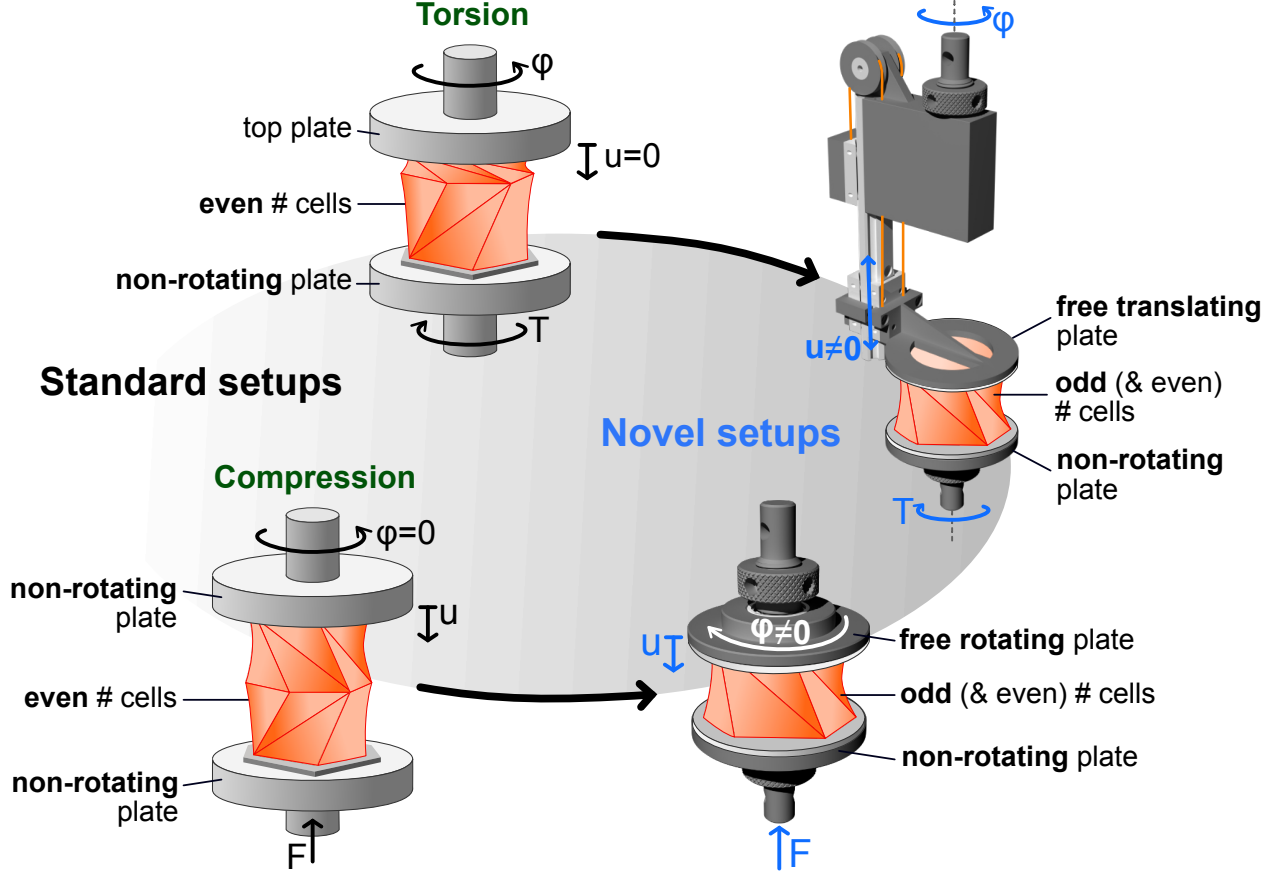 Torsion
φ
top plate
u=0
even # cells
non-rotating plate
T
φ
free translating
plate
u≠0
odd (& even)
# cells
non-rotating
plate
T
Standard setups
Novel setups
Compression
φ=0
non-rotating
plate
u
even # cells
non-rotating
plate
F
φ≠0
u
free rotating plate
odd (& even) # cells
non-rotating plate
F